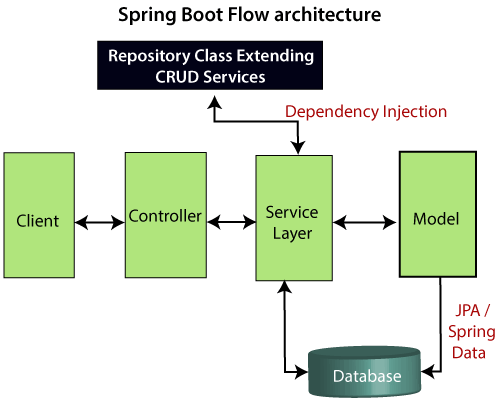 Spring Boot Flow architecture
Repository Class Extending
CRUD Services
Dependency Injection
Client
Controller
Service
Layer
Model
JPA /
Spring
Data
Database